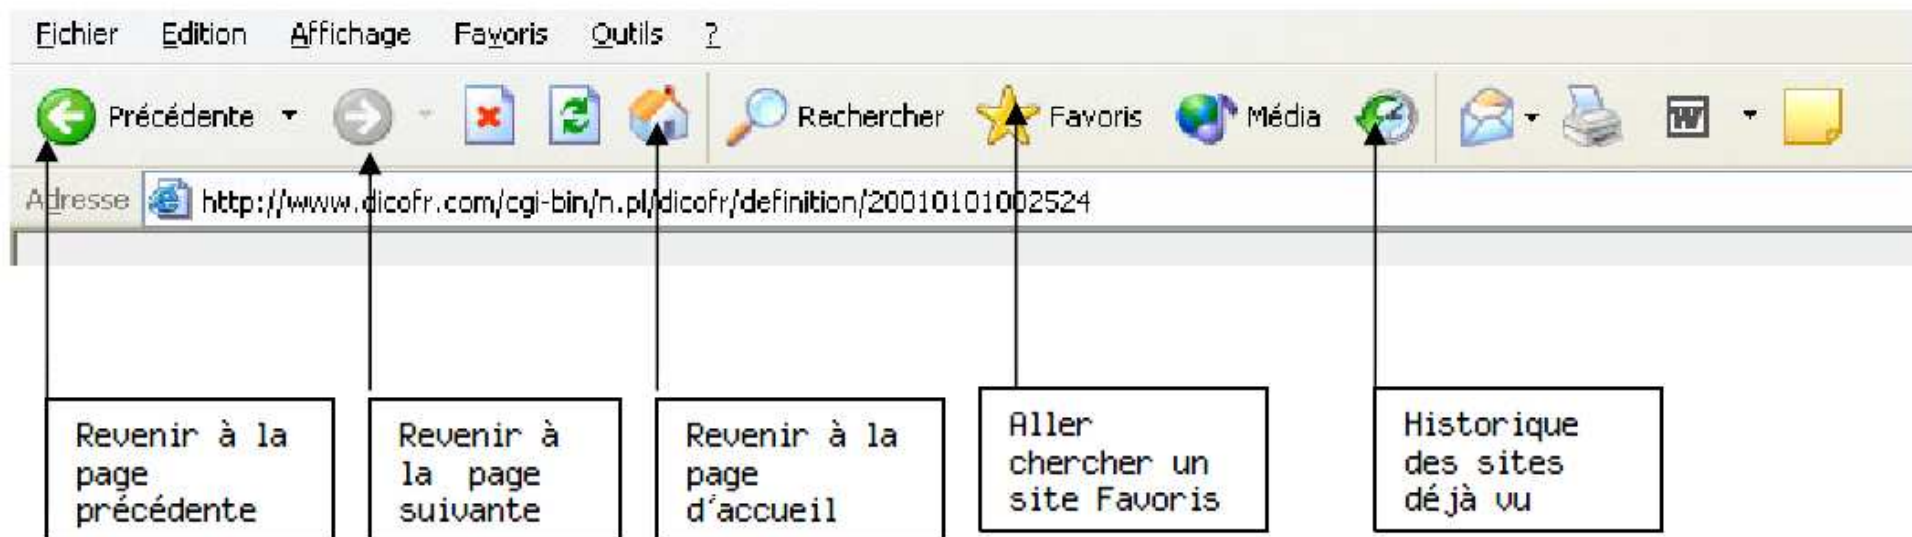 Fichier Edition Affichage Favoris Outils ?
Précédente Rechercher Favoris Média
Adresse http://www.dicofr.com/cgi-bin/n.pl/dicofr/definition/20010101002524
Revenir à la
page
précédente
Revenir à
la page
suivante
Revenir à la
page
d'accueil
Aller
chercher un
site Favoris
Historique
des sites
déjà vu